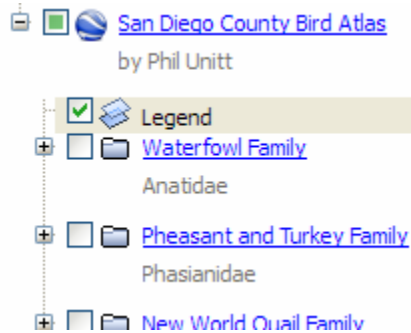 San Diego County Bird Atlas
by Phil Unitt
Legend
Waterfowl Family
Anatidae
Pheasant and Turkey Family
Phasianidae
New World Quail Family